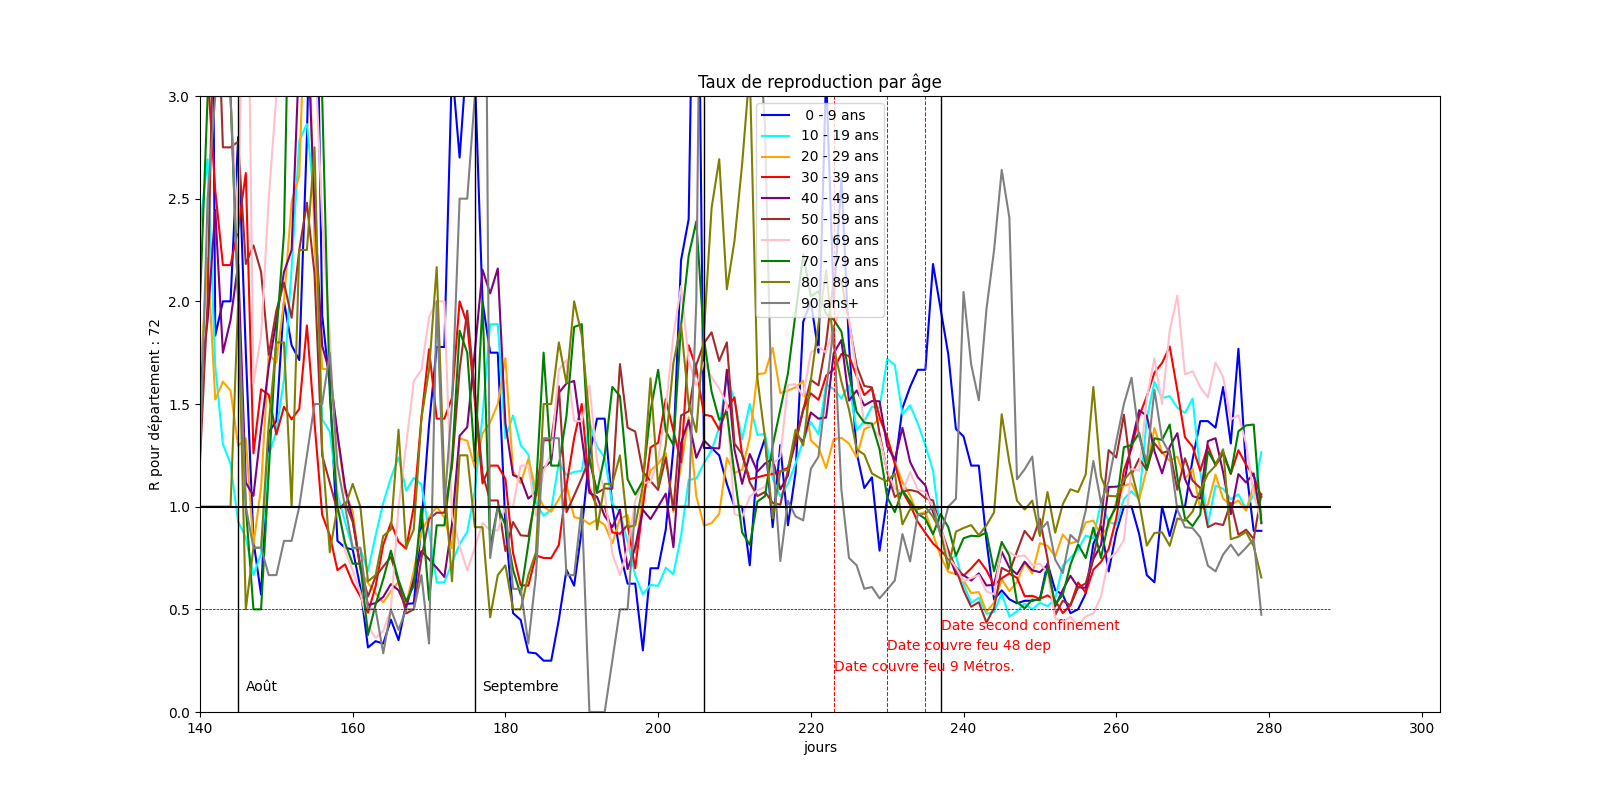 Taux de reproduction par âge
R pour département : 72
3.0
2.5
2.0
1.5
1.0
0.5
0.0
0 - 9 ans
10 - 19 ans
20 - 29 ans
30 - 39 ans
40 - 49 ans
50 - 59 ans
60 - 69 ans
70 - 79 ans
80 - 89 ans
90 ans+
Date second confinement
Date couvre feu 48 dep
Date couvre feu 9 Métros.
Août
Septembre
140
160
180
200
220
240
260
280
300
jours